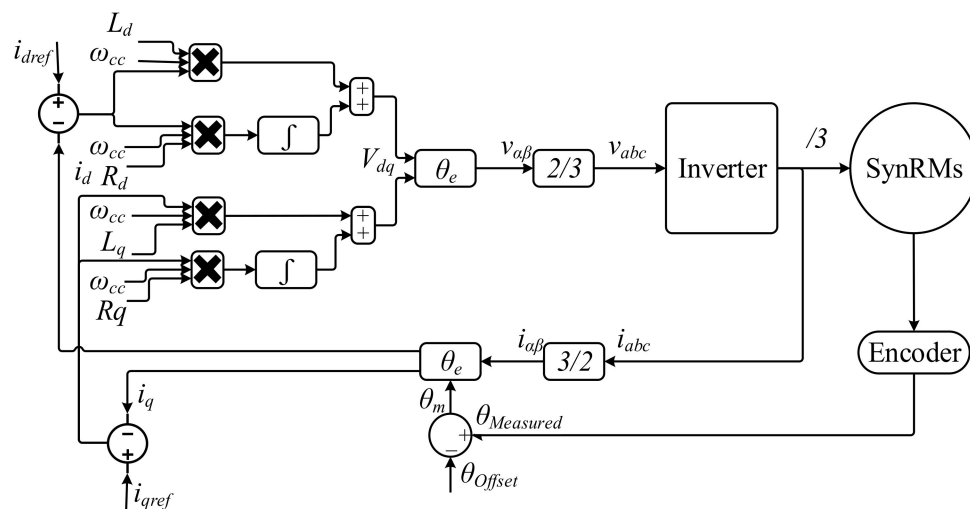 L_d
i_dref
ω_cc
+
−
+
+
∫
ω_cc
i_d R_d
V_dq
θ_e
v_αβ
2/3
v_abc
Inverter
/3
SynRMs
ω_cc
L_q
+
+
∫
ω_cc
Rq
i_αβ
i_abc
θ_e
3/2
Encoder
i_q
θ_m
θ_Measured
+
−
−
+
θ_Offset
i_qref